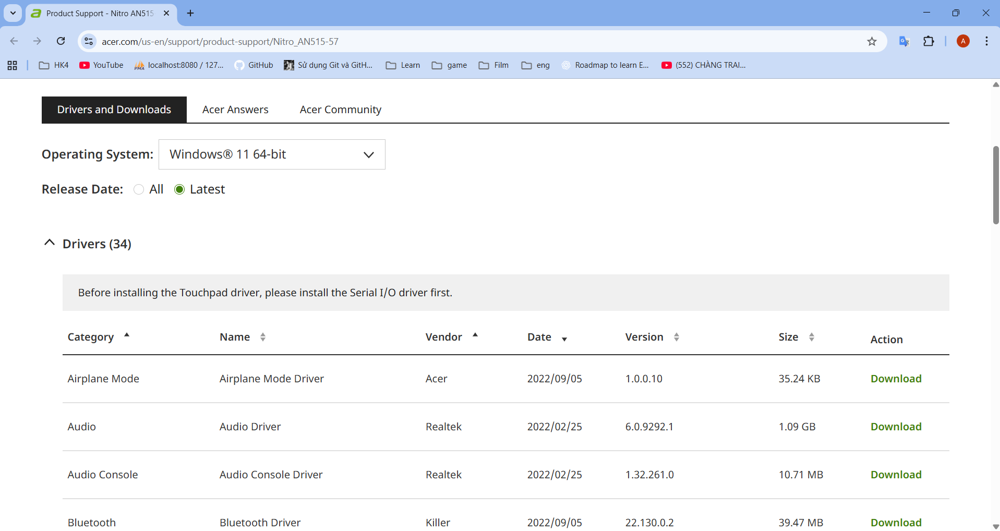 Product Support - Nitro AN515-
acer.com/us-en/support/product-support/Nitro_AN515-57
A
HK4
YouTube
PMA
localhost:8080 / 127...
GitHub
Sử dụng Git và GitH...
Learn
game
Film
eng
Roadmap to learn E...
(552) CHÀNG TRAI...
Drivers and Downloads
Acer Answers
Acer Community
Operating System: Windows® 11 64-bit
Release Date: All Latest
Drivers (34)
Before installing the Touchpad driver, please install the Serial I/O driver first.
Category Name Vendor Date Version Size Action
Airplane Mode Airplane Mode Driver Acer 2022/09/05 1.0.0.10 35.24 KB Download
Audio Audio Driver Realtek 2022/02/25 6.0.9292.1 1.09 GB Download
Audio Console Audio Console Driver Realtek 2022/02/25 1.32.261.0 10.71 MB Download
Bluetooth Bluetooth Driver Killer 2022/09/05 22.130.0.2 39.47 MB Download